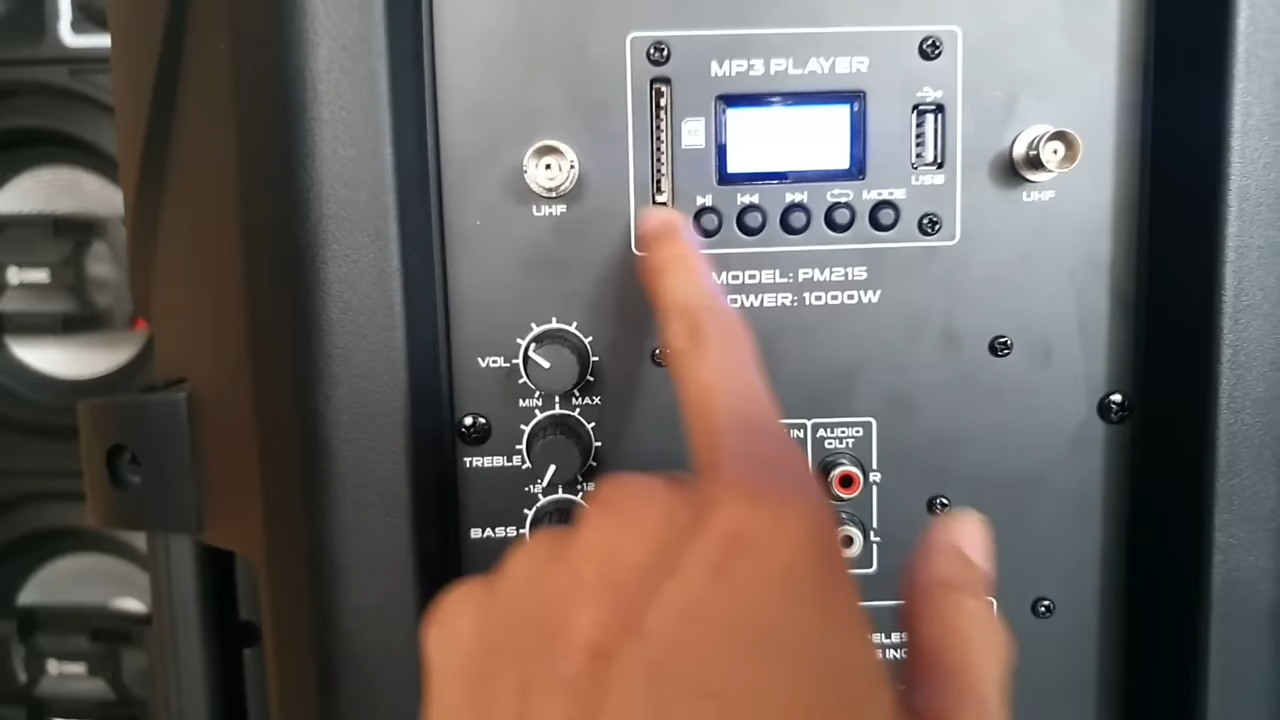 MP3 PLAYER
SD
USB
MODE
UHF
UHF
MODEL: PM215
POWER: 1000W
VOL
MIN MAX
TREBLE
-12 +12
BASS
IN
AUDIO
OUT
R
L